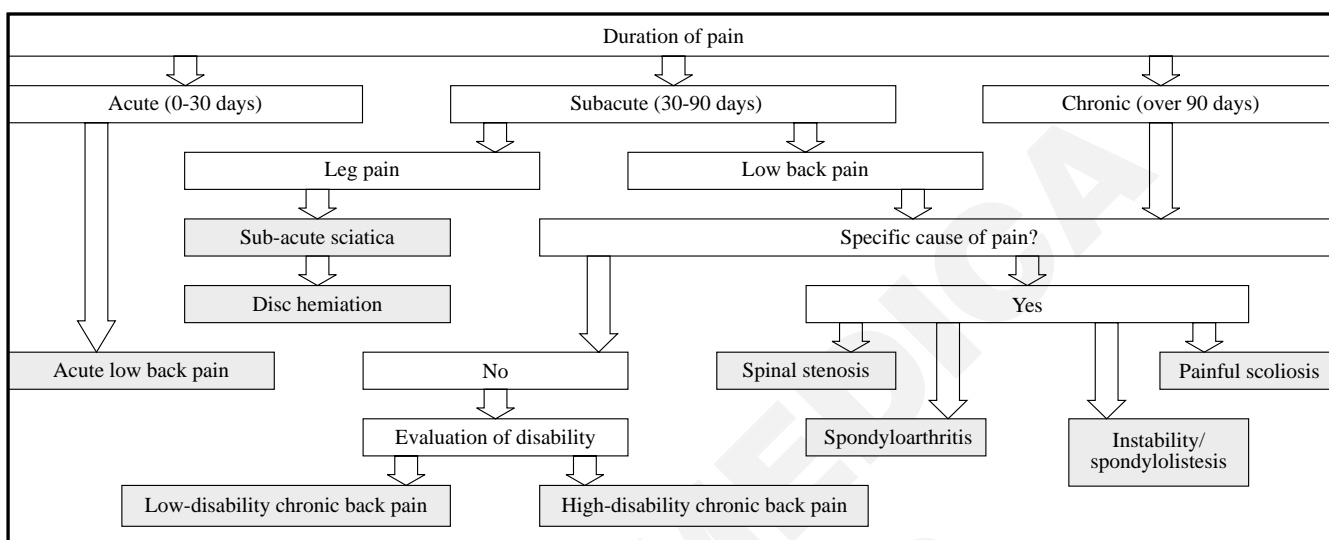 Duration of pain
Acute (0-30 days)
Subacute (30-90 days)
Chronic (over 90 days)
Leg pain
Low back pain
Sub-acute sciatica
Specific cause of pain?
Disc hemiation
Yes
Acute low back pain
No
Spinal stenosis
Painful scoliosis
Evaluation of disability
Spondyloarthritis
Instability/
spondylolistesis
Low-disability chronic back pain
High-disability chronic back pain
MEDICA